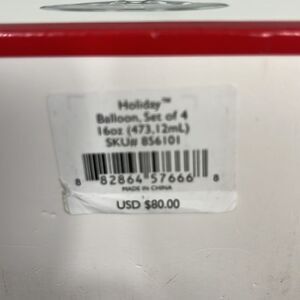 Holiday™
Balloon, Set of 4
16oz (473.12mL)
SKU# 856101
8 82864 57666 8
MADE IN CHINA
USD $80.00